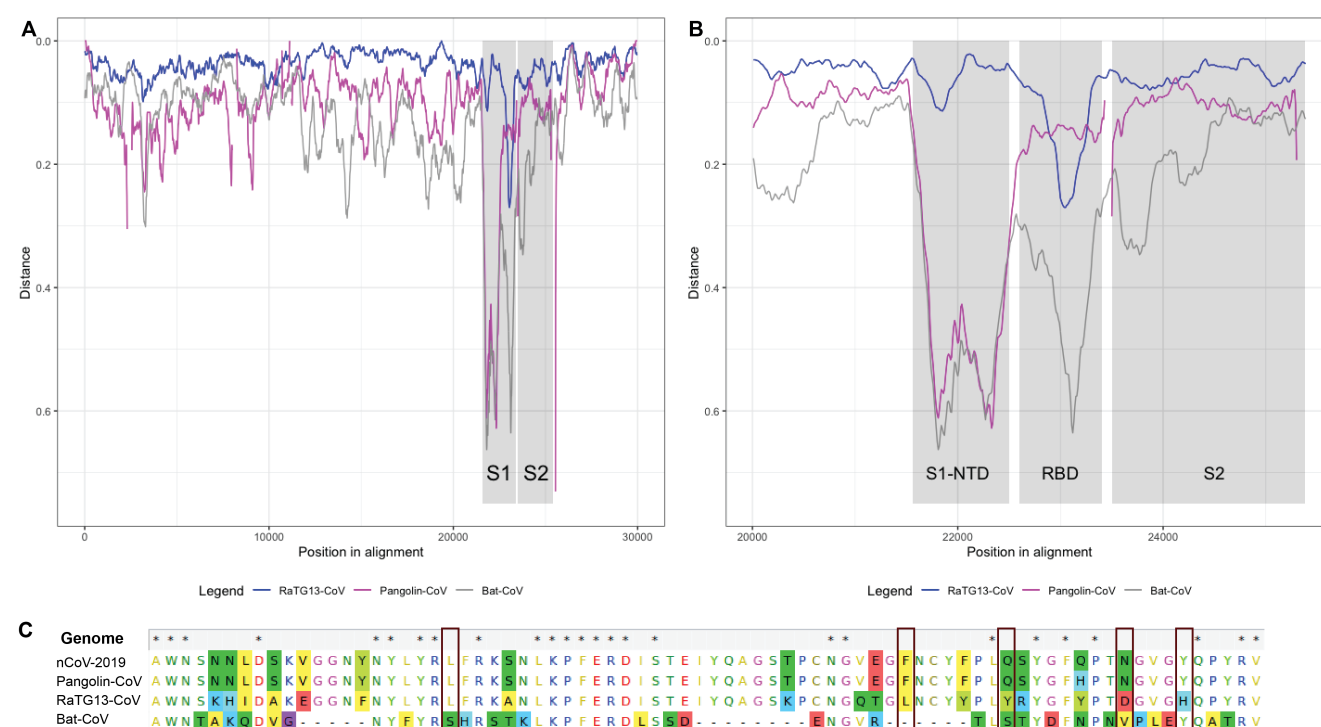 A
B
0.0
0.2
0.4
0.6
Distance
S1 S2
0 10000 20000 30000
Position in alignment
Legend RaTG13-CoV Pangolin-CoV Bat-CoV
0.0
0.2
0.4
0.6
Distance
S1-NTD RBD S2
20000 22000 24000
Position in alignment
Legend RaTG13-CoV Pangolin-CoV Bat-CoV
C
Genome * * * * * * * * * * * * * * * * * * * * * * * * * *
nCoV-2019 A W N S N N L D S K V G G N Y N Y L Y R L F R K S N L K P F E R D I S T E I Y Q A G S T P C N G V E G F N C Y F P L Q S Y G F Q P T N G V G Y Q P Y R V
Pangolin-CoV A W N S N N L D S K V G G N Y N Y L Y R L F R K S N L K P F E R D I S T E I Y Q A G S T P C N G V E G F N C Y F P L Q S Y G F H P T N G V G Y Q P Y R V
RaTG13-CoV A W N S K H I D A K E G G N F N Y L Y R L F R K A N L K P F E R D I S T E I Y Q A G S K P C N G Q T G L N C Y Y P L Y R Y G F Y P T D G V G H Q P Y R V
Bat-CoV A W N T A K Q D V G - - - - - N Y F Y R S H R S T K L K P F E R D L S S D - - - - - - - - E N G V R - - - - - - T L S T Y D F N P N V P L E Y Q A T R V